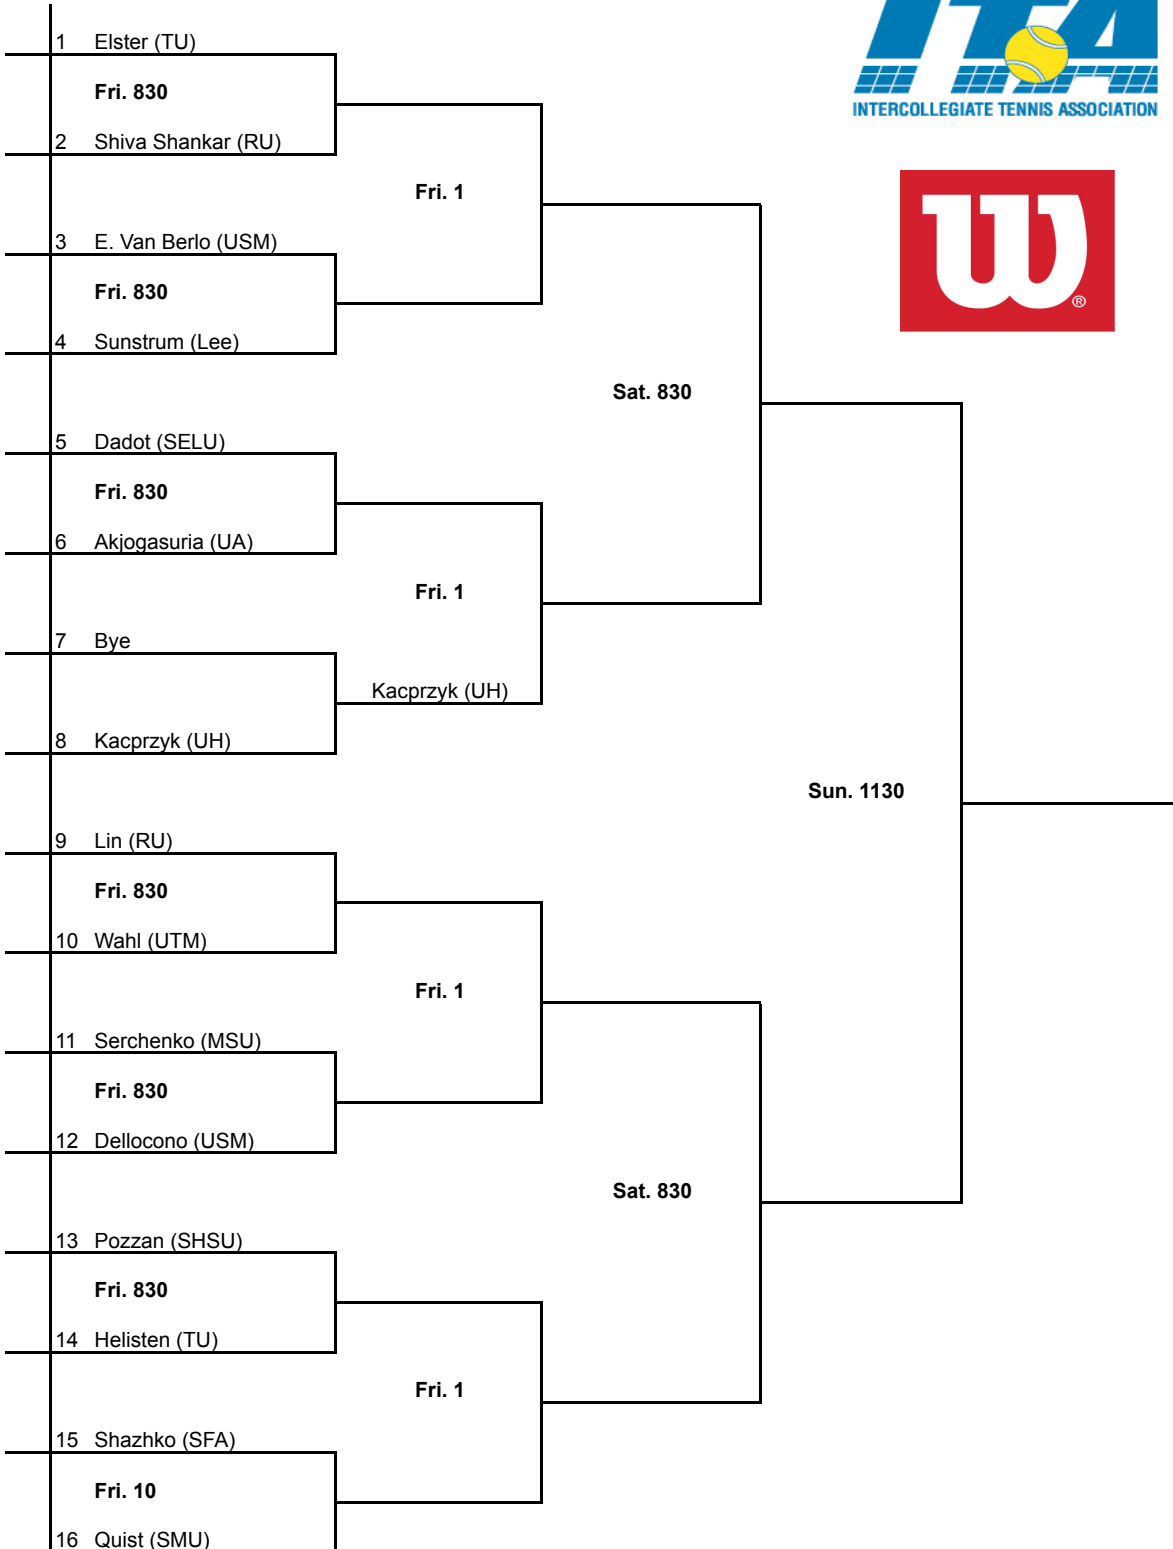 ITA
INTERCOLLEGIATE TENNIS ASSOCIATION
W
®
1 Elster (TU)
Fri. 830
2 Shiva Shankar (RU)
Fri. 1
3 E. Van Berlo (USM)
Fri. 830
4 Sunstrum (Lee)
Sat. 830
5 Dadot (SELU)
Fri. 830
6 Akjogasuria (UA)
Fri. 1
7 Bye
Kacprzyk (UH)
8 Kacprzyk (UH)
Sun. 1130
9 Lin (RU)
Fri. 830
10 Wahl (UTM)
Fri. 1
11 Serchenko (MSU)
Fri. 830
12 Dellocono (USM)
Sat. 830
13 Pozzan (SHSU)
Fri. 830
14 Helisten (TU)
Fri. 1
15 Shazhko (SFA)
Fri. 10
16 Quist (SMU)